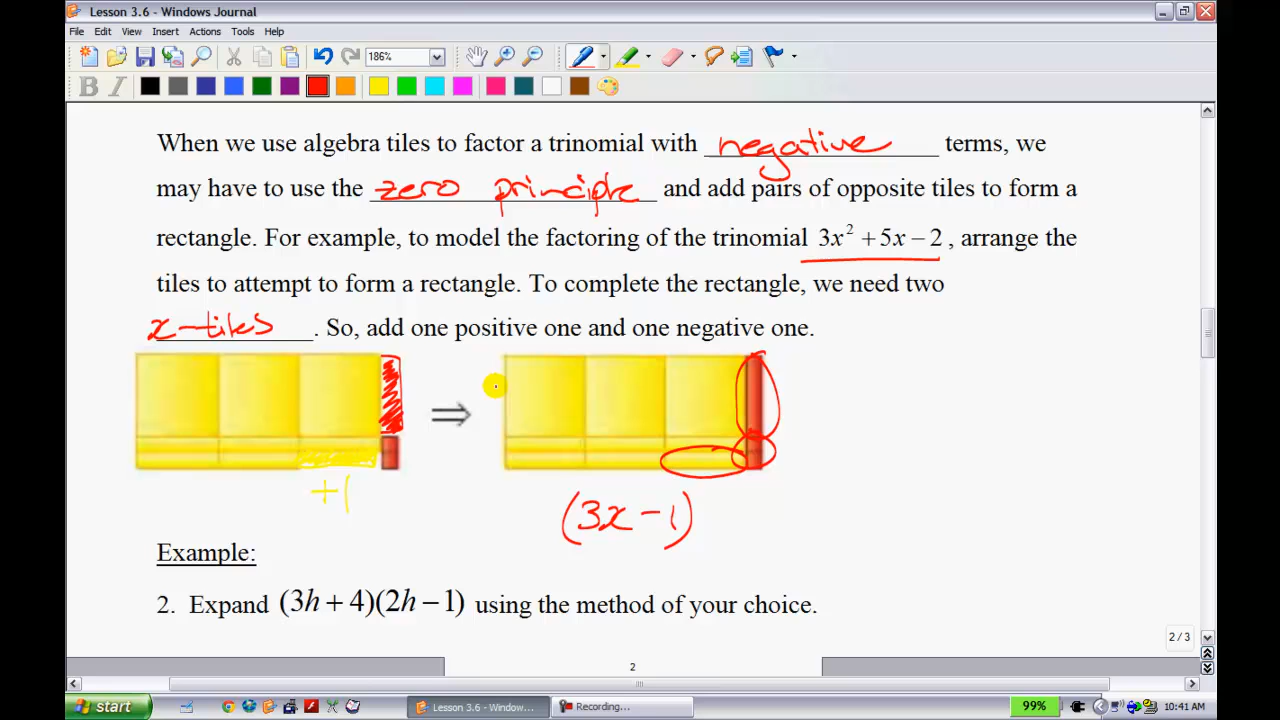 Lesson 3.6 - Windows Journal
File Edit View Insert Actions Tools Help
186%
B I
When we use algebra tiles to factor a trinomial with negative terms, we
may have to use the zero principle and add pairs of opposite tiles to form a
rectangle. For example, to model the factoring of the trinomial 3x² + 5x − 2, arrange the
tiles to attempt to form a rectangle. To complete the rectangle, we need two
x-tiles. So, add one positive one and one negative one.
⇒
+1
(3x − 1)
Example:
2. Expand (3h + 4)(2h − 1) using the method of your choice.
2 / 3
2
start Lesson 3.6 - Window... Recording... 99% 10:41 AM